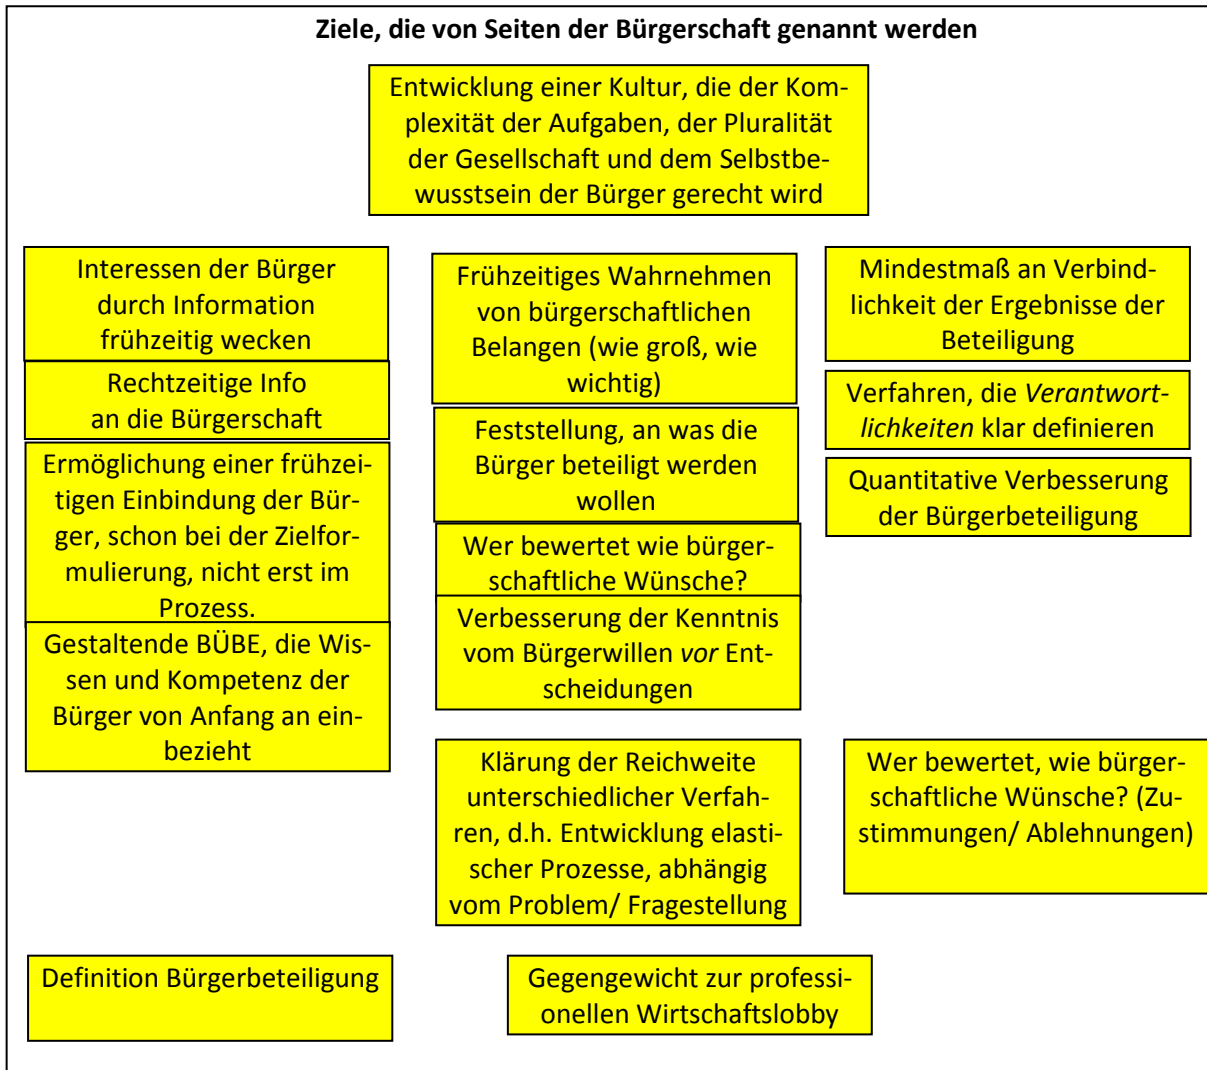 Ziele, die von Seiten der Bürgerschaft genannt werden
Entwicklung einer Kultur, die der Kom-
plexität der Aufgaben, der Pluralität
der Gesellschaft und dem Selbstbe-
wusstsein der Bürger gerecht wird
Interessen der Bürger
durch Information
frühzeitig wecken
Rechtzeitige Info
an die Bürgerschaft
Ermöglichung einer frühzei-
tigen Einbindung der Bür-
ger, schon bei der Zielfor-
mulierung, nicht erst im
Prozess.
Gestaltende BÜBE, die Wis-
sen und Kompetenz der
Bürger von Anfang an ein-
bezieht
Frühzeitiges Wahrnehmen
von bürgerschaftlichen
Belangen (wie groß, wie
wichtig)
Feststellung, an was die
Bürger beteiligt werden
wollen
Wer bewertet wie bürger-
schaftliche Wünsche?
Verbesserung der Kenntnis
vom Bürgerwillen vor Ent-
scheidungen
Mindestmaß an Verbind-
lichkeit der Ergebnisse der
Beteiligung
Verfahren, die Verantwort-
lichkeiten klar definieren
Quantitative Verbesserung
der Bürgerbeteiligung
Klärung der Reichweite
unterschiedlicher Verfah-
ren, d.h. Entwicklung elasti-
scher Prozesse, abhängig
vom Problem/ Fragestellung
Wer bewertet, wie bürger-
schaftliche Wünsche? (Zu-
stimmungen/ Ablehnungen)
Definition Bürgerbeteiligung
Gegengewicht zur professi-
onellen Wirtschaftslobby